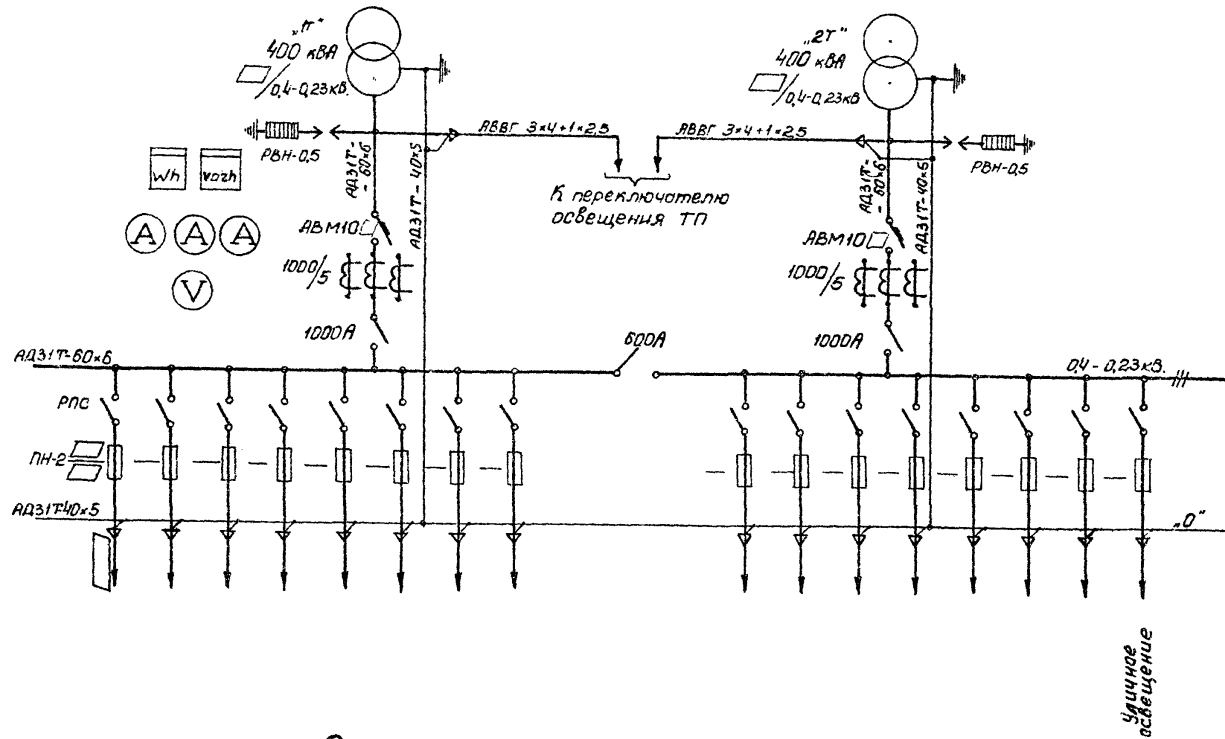 „1т"
400 кВА
/0,4-0,23кв.
РВН-0,5
Wh
varh
A A A
V
АД31Т-
- 60×6
АД31Т- 40×5
АВВГ 3×4+1×2,5
АВВГ 3×4+1×2,5
К переключателю
освещения ТП
„2Т"
400 кВА
/0,4-0,23кВ
РВН-0,5
АД31Т-
- 60×6
АД31Т-40×5
АВМ10
1000/5
1000А
АВМ10
1000/5
1000А
600А
АД31Т-60×6
0,4-0,23кв.
РПС
ПН-2
АД31Т-40×5
„0"
Уличное
освещение